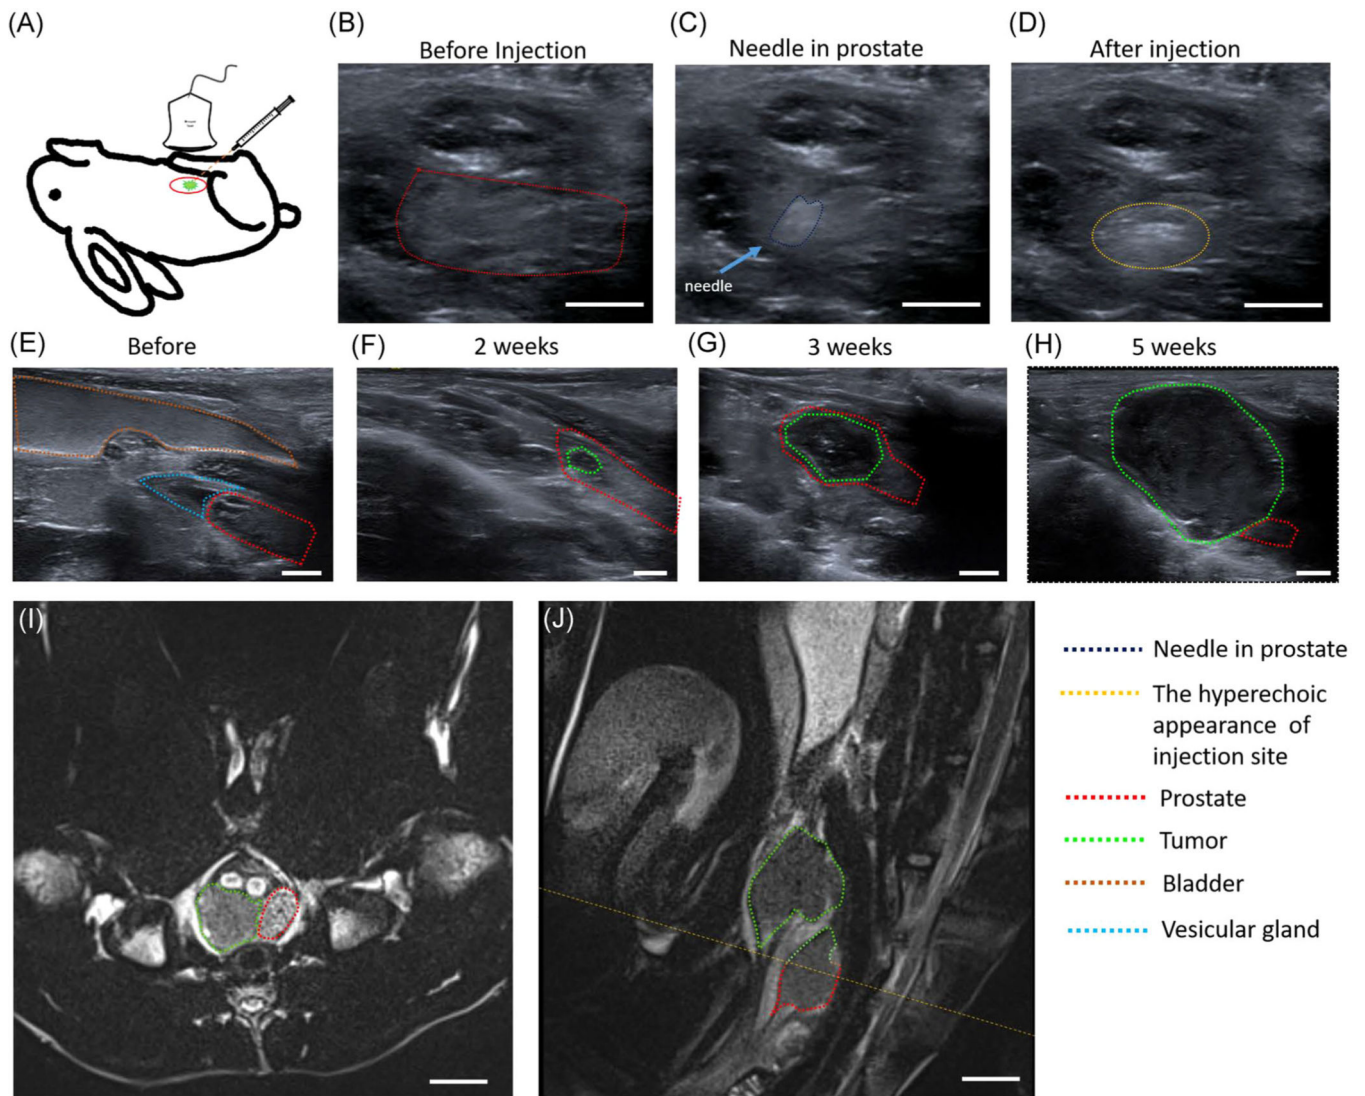 (A)
(B)
Before Injection
(C)
Needle in prostate
(D)
After injection
needle
(E)
Before
(F)
2 weeks
(G)
3 weeks
(H)
5 weeks
(I)
(J)
Needle in prostate
The hyperechoic
appearance of
injection site
Prostate
Tumor
Bladder
Vesicular gland